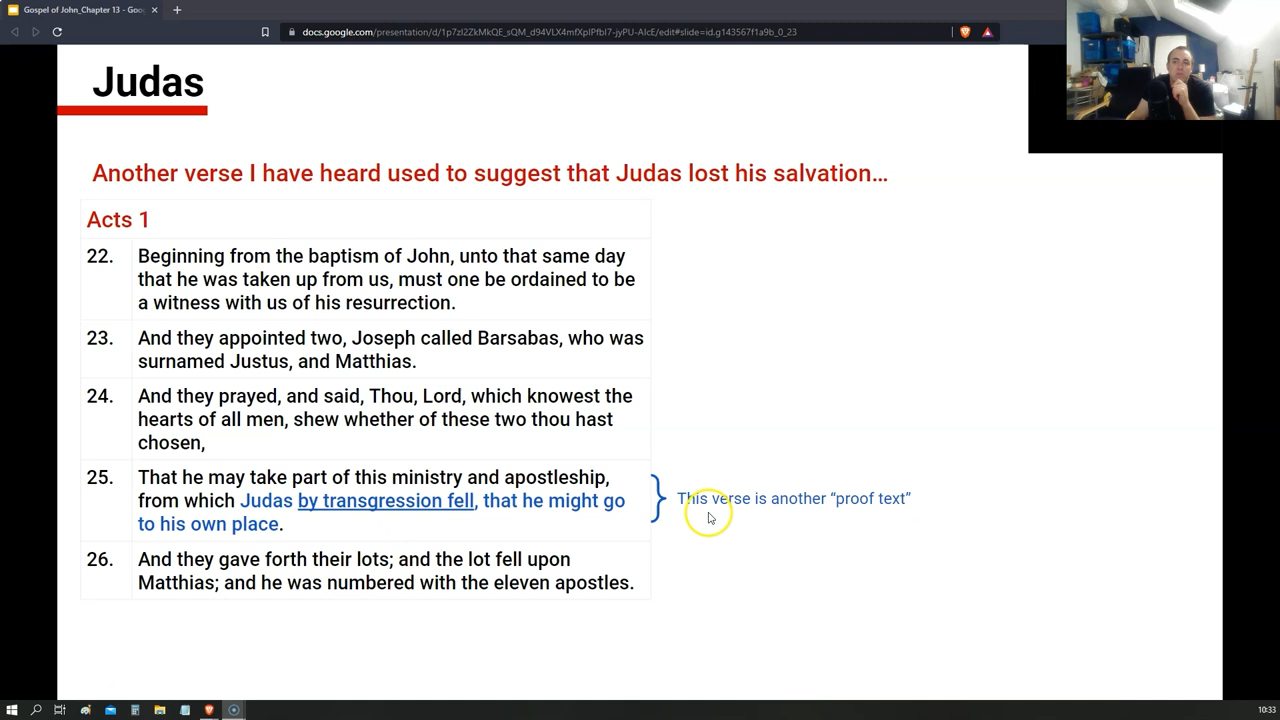 Gospel of John_Chapter 13 - Goo
docs.google.com/presentation/d/1p7zl2ZkMkQE_sQM_d94VLX4mfXplPfbl7-jyPU-AlcE/edit#slide=id.g143567f1a9b_0_23
Judas
Another verse I have heard used to suggest that Judas lost his salvation…
Acts 1
22. Beginning from the baptism of John, unto that same day
that he was taken up from us, must one be ordained to be
a witness with us of his resurrection.
23. And they appointed two, Joseph called Barsabas, who was
surnamed Justus, and Matthias.
24. And they prayed, and said, Thou, Lord, which knowest the
hearts of all men, shew whether of these two thou hast
chosen,
25. That he may take part of this ministry and apostleship,
from which Judas by transgression fell, that he might go
to his own place.
This verse is another “proof text”
26. And they gave forth their lots; and the lot fell upon
Matthias; and he was numbered with the eleven apostles.
10:33